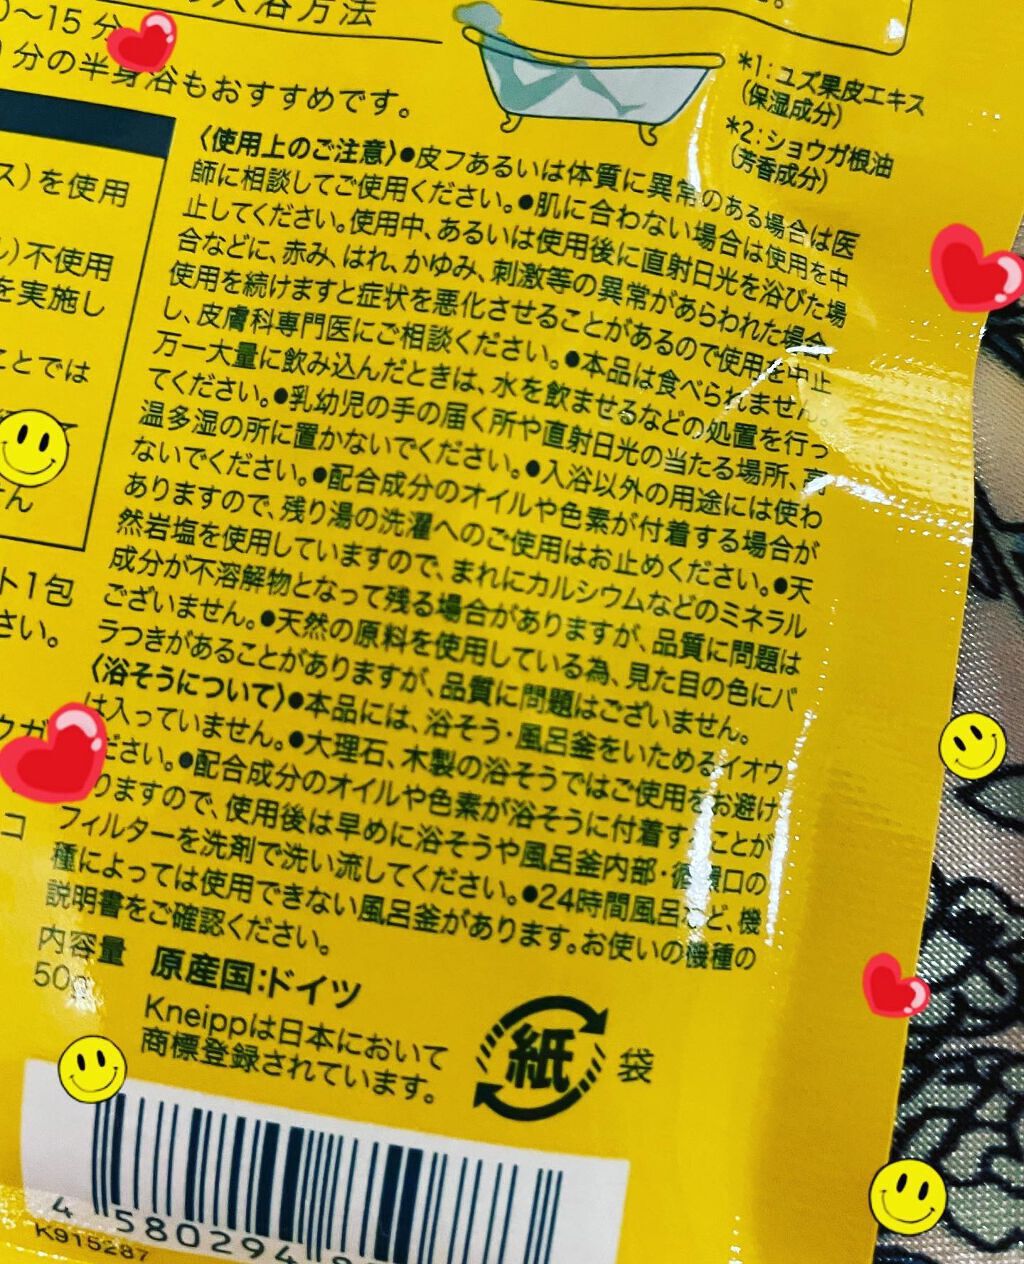 入浴方法
〜15分
分の半身浴もおすすめです。
*1:ユズ果皮エキス
(保湿成分)
*2:ショウガ根油
(芳香成分)
ス)を使用
)不使用
を実施し
ことでは
ん
ト1包
さい。
ウガ
コ
〈使用上のご注意〉●皮フあるいは体質に異常のある場合は医
師に相談してご使用ください。●肌に合わない場合は使用を中
止してください。使用中、あるいは使用後に直射日光を浴びた場
合などに、赤み、はれ、かゆみ、刺激等の異常があらわれた場合、
使用を続けますと症状を悪化させることがあるので使用を中止
し、皮膚科専門医にご相談ください。●本品は食べられません。
万一大量に飲み込んだときは、水を飲ませるなどの処置を行っ
てください。●乳幼児の手の届く所や直射日光の当たる場所、高
温多湿の所に置かないでください。●入浴以外の用途には使わ
ないでください。●配合成分のオイルや色素が付着する場合が
ありますので、残り湯の洗濯へのご使用はお止めください。●天
然岩塩を使用していますので、まれにカルシウムなどのミネラル
成分が不溶解物となって残る場合がありますが、品質に問題は
ございません。●天然の原料を使用している為、見た目の色にバ
ラつきがあることがありますが、品質に問題はございません。
〈浴そうについて〉●本品には、浴そう・風呂釜をいためるイオウ
は入っていません。●大理石、木製の浴そうではご使用をお避け
ださい。●配合成分のオイルや色素が浴そうに付着することが
りますので、使用後は早めに浴そうや風呂釜内部・循環口の
フィルターを洗剤で洗い流してください。●24時間風呂など、機
種によっては使用できない風呂釜があります。お使いの機種の
説明書をご確認ください。
内容量
50g
原産国:ドイツ
Kneippは日本において
商標登録されています。
紙 袋
4 580294
K915287